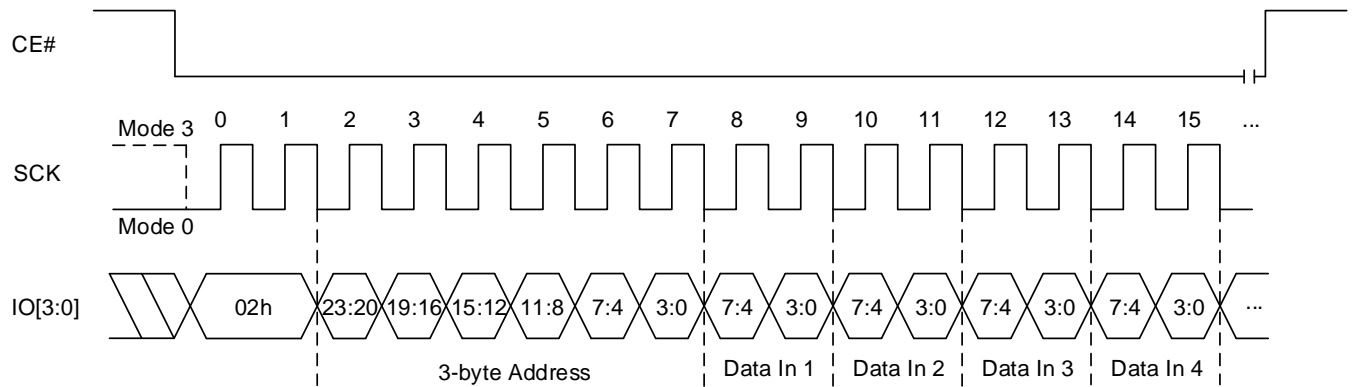 CE#
Mode 3
0 1 2 3 4 5 6 7 8 9 10 11 12 13 14 15 ...
SCK
Mode 0
IO[3:0] 02h 23:20 19:16 15:12 11:8 7:4 3:0 7:4 3:0 7:4 3:0 7:4 3:0 7:4 3:0 ...
3-byte Address Data In 1 Data In 2 Data In 3 Data In 4